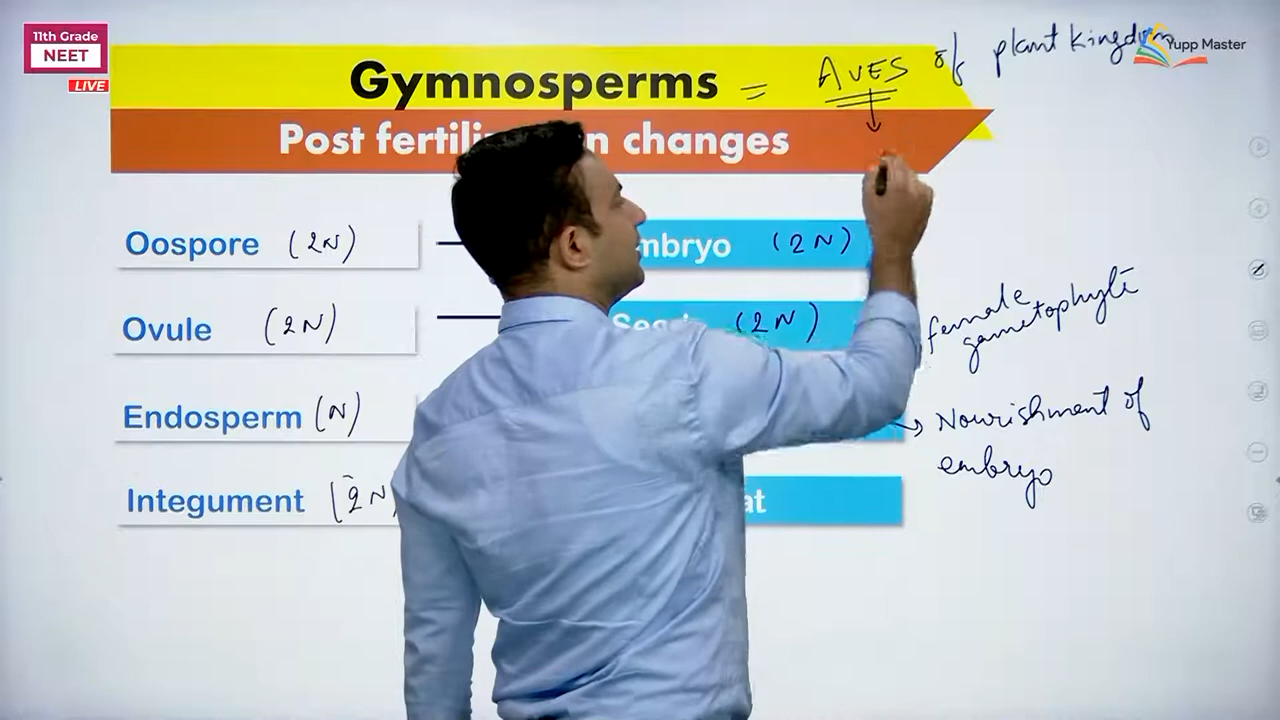 11th Grade
NEET
LIVE
Yupp Master
Gymnosperms = AVES of plant kingdom
Post fertili n changes
Oospore (2N)
mbryo (2N)
Ovule (2N)
See (2N)
female gametophyte
Endosperm (N)
Nourishment of
embryo
Integument (2N
at